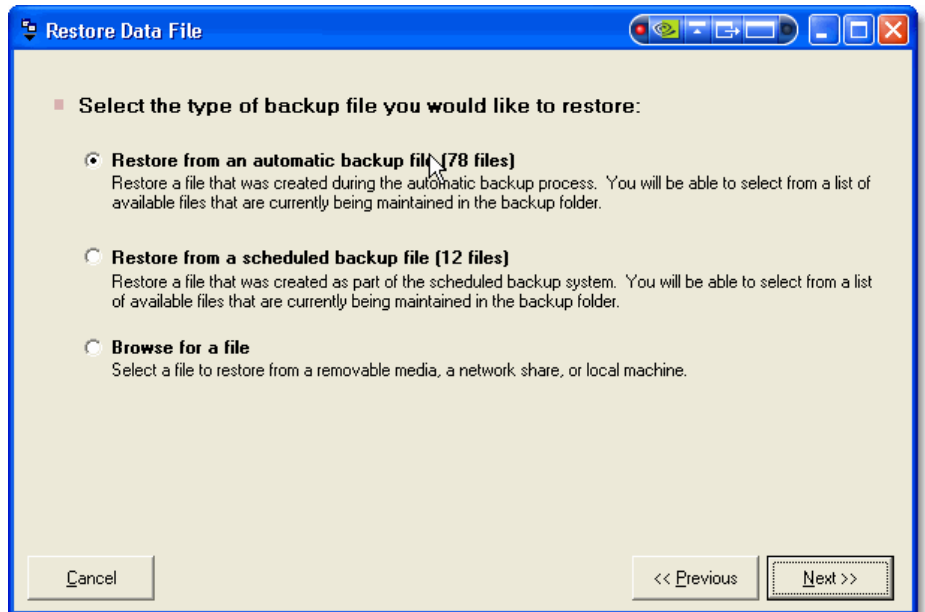 Restore Data File
Select the type of backup file you would like to restore:
Restore from an automatic backup file (78 files)
Restore a file that was created during the automatic backup process.  You will be able to select from a list of
available files that are currently being maintained in the backup folder.
Restore from a scheduled backup file (12 files)
Restore a file that was created as part of the scheduled backup system.  You will be able to select from a list
of available files that are currently being maintained in the backup folder.
Browse for a file
Select a file to restore from a removable media, a network share, or local machine.
Cancel
<< Previous
Next >>